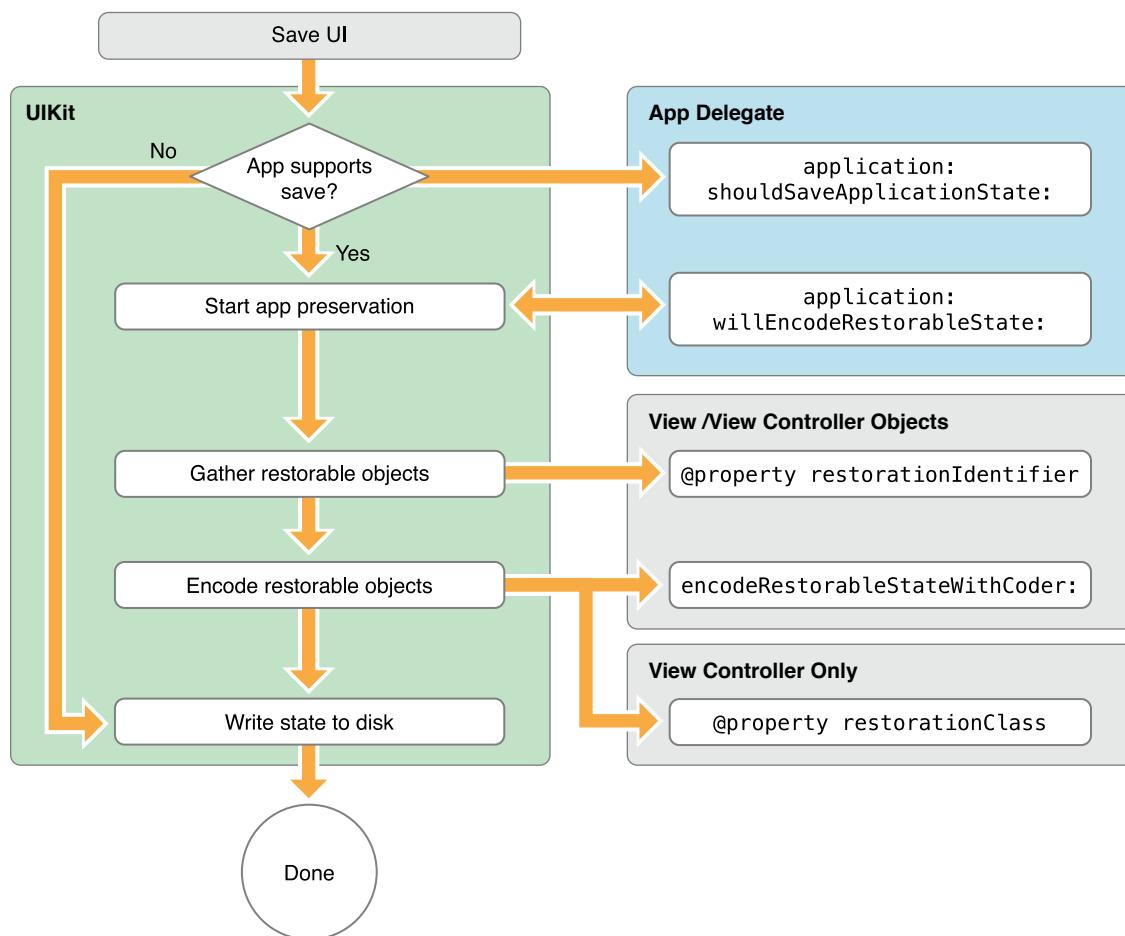 Save UI
UIKit
No
App supports
save?
Yes
Start app preservation
Gather restorable objects
Encode restorable objects
Write state to disk
Done
App Delegate
application:
shouldSaveApplicationState:
application:
willEncodeRestorableState:
View /View Controller Objects
@property restorationIdentifier
encodeRestorableStateWithCoder:
View Controller Only
@property restorationClass